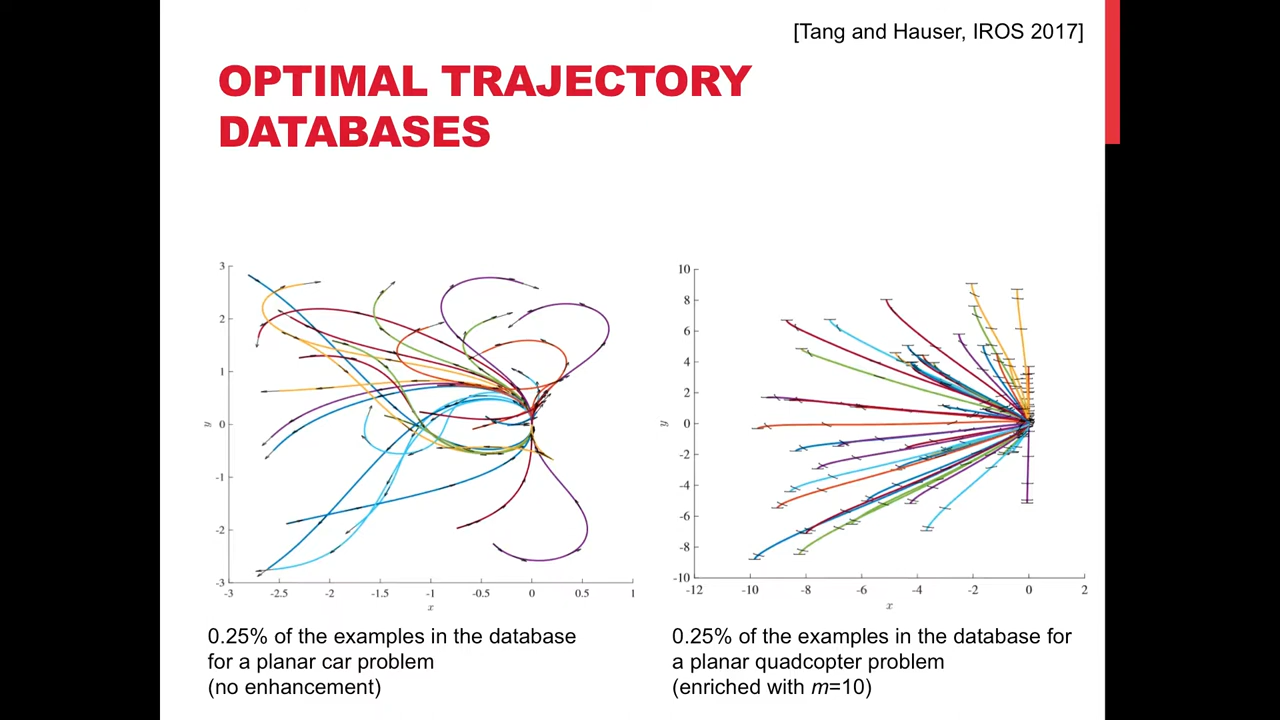 [Tang and Hauser, IROS 2017]
OPTIMAL TRAJECTORY
DATABASES
3
2
1
0
-1
-2
-3
y
-3
-2.5
-2
-1.5
-1
-0.5
0
0.5
1
x
10
8
6
4
2
0
-2
-4
-6
-8
-10
y
-12
-10
-8
-6
-4
-2
0
2
x
0.25% of the examples in the database
for a planar car problem
(no enhancement)
0.25% of the examples in the database for
a planar quadcopter problem
(enriched with m=10)